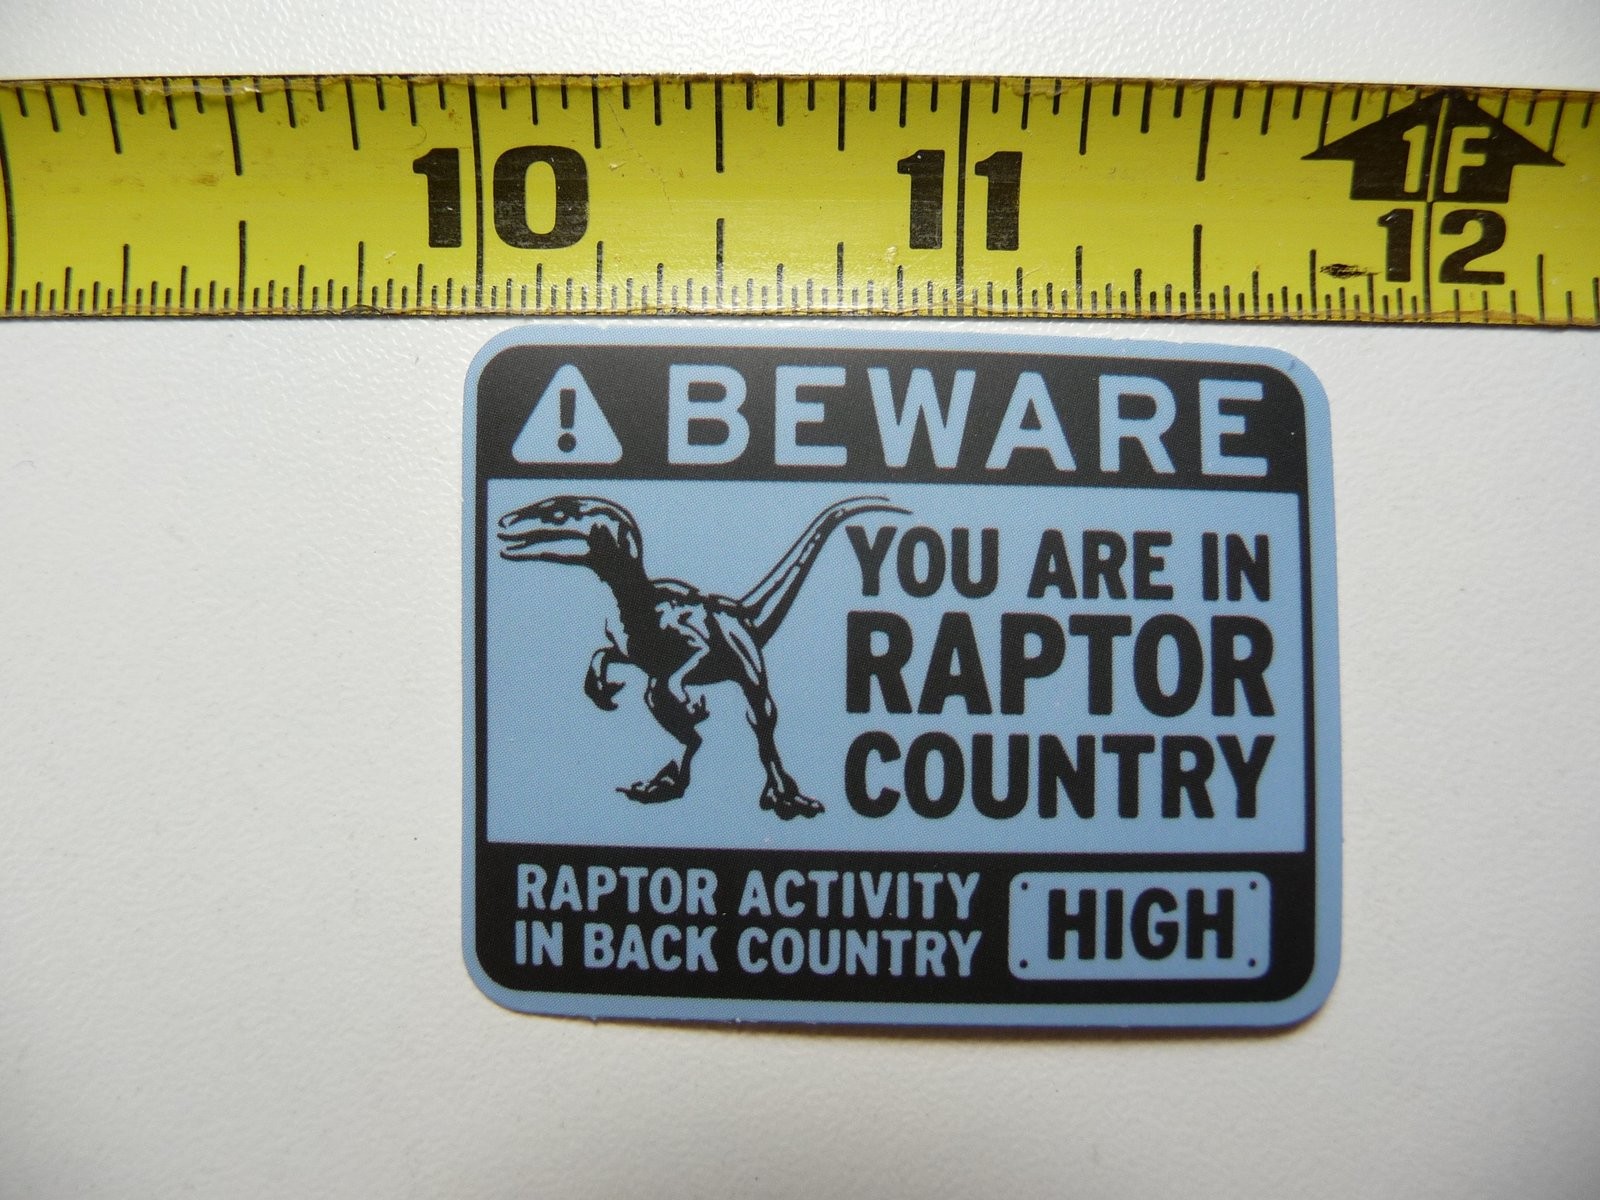 10 11 1F
12
! BEWARE
YOU ARE IN
RAPTOR
COUNTRY
RAPTOR ACTIVITY
IN BACK COUNTRY
HIGH